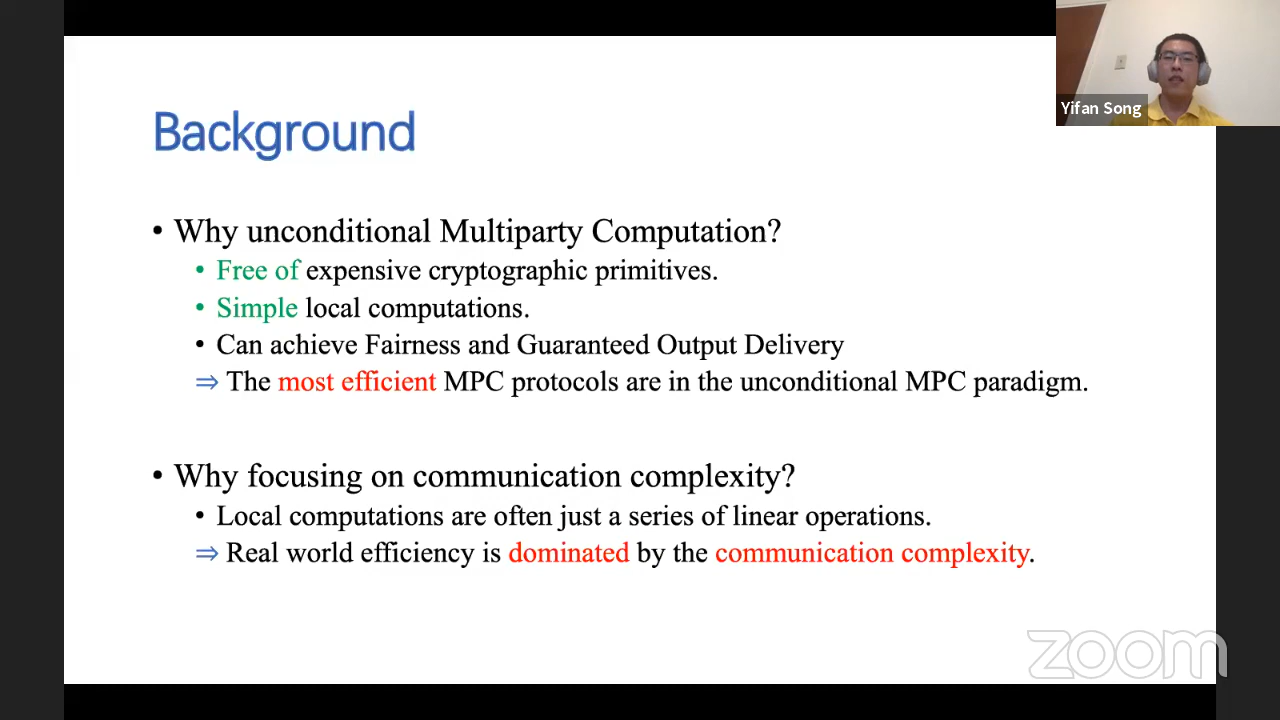 Background
Yifan Song
• Why unconditional Multiparty Computation?
• Free of expensive cryptographic primitives.
• Simple local computations.
• Can achieve Fairness and Guaranteed Output Delivery
⇒ The most efficient MPC protocols are in the unconditional MPC paradigm.
• Why focusing on communication complexity?
• Local computations are often just a series of linear operations.
⇒ Real world efficiency is dominated by the communication complexity.
zoom